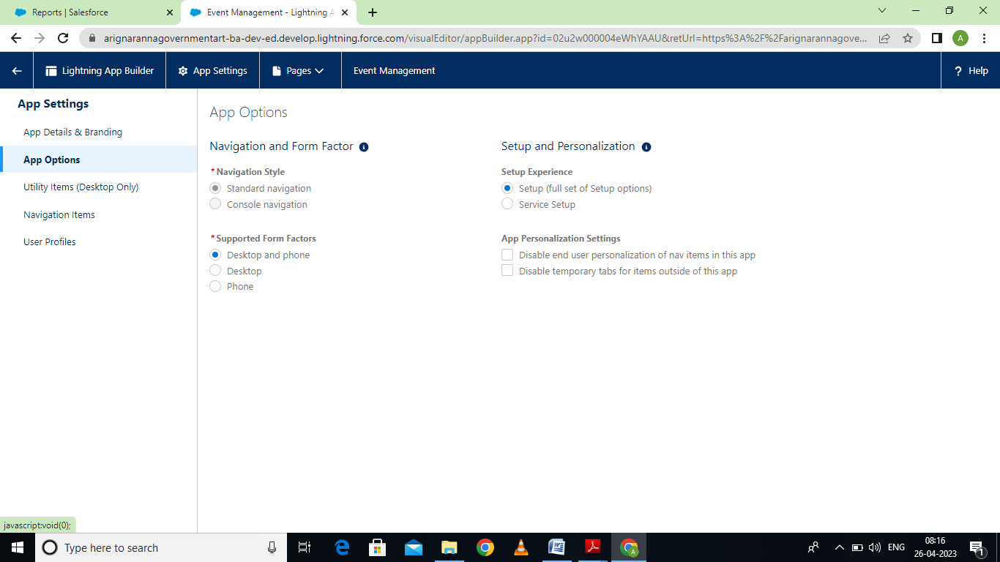 Reports | Salesforce
Event Management - Lightning A
arignarannagovernmentart-ba-dev-ed.develop.lightning.force.com/visualEditor/appBuilder.app?id=02u2w000004eWhYAAU&retUrl=https%3A%2F%2Farignarannagove...
A
Lightning App Builder
App Settings
Pages
Event Management
? Help
App Settings
App Details & Branding
App Options
Utility Items (Desktop Only)
Navigation Items
User Profiles
App Options
Navigation and Form Factor
*Navigation Style
Standard navigation
Console navigation
*Supported Form Factors
Desktop and phone
Desktop
Phone
Setup and Personalization
Setup Experience
Setup (full set of Setup options)
Service Setup
App Personalization Settings
Disable end user personalization of nav items in this app
Disable temporary tabs for items outside of this app
javascript:void(0);
Type here to search
ENG
08:16
26-04-2023
1